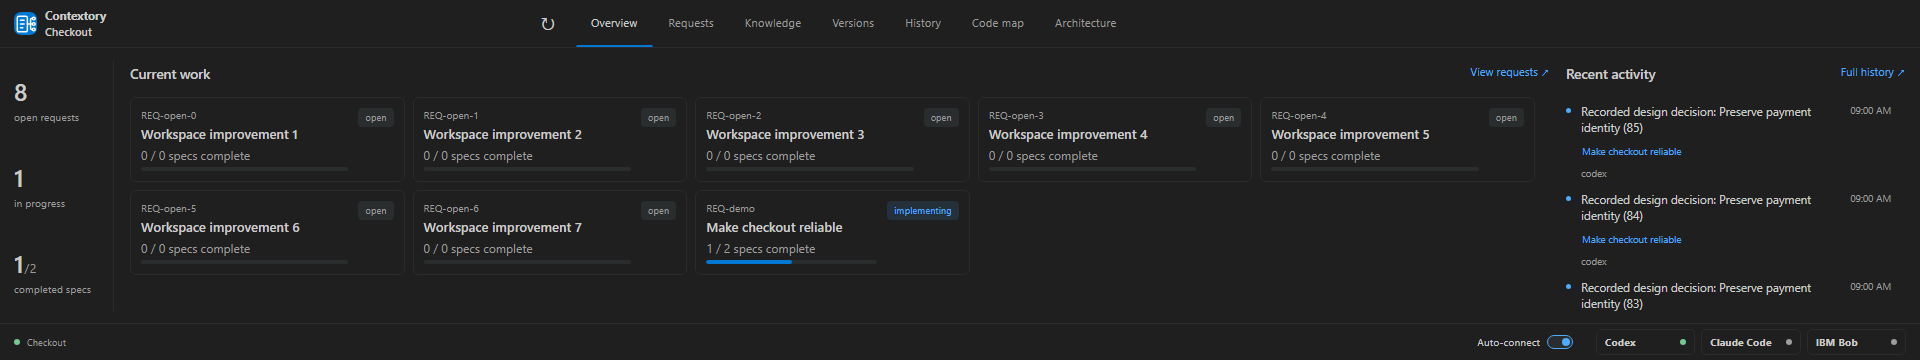 Contextory
Checkout
Overview
Requests
Knowledge
Versions
History
Code map
Architecture
8
open requests
1
in progress
1/2
completed specs
Current work
View requests ↗
REQ-open-0
open
Workspace improvement 1
0 / 0 specs complete
REQ-open-1
open
Workspace improvement 2
0 / 0 specs complete
REQ-open-2
open
Workspace improvement 3
0 / 0 specs complete
REQ-open-3
open
Workspace improvement 4
0 / 0 specs complete
REQ-open-4
open
Workspace improvement 5
0 / 0 specs complete
REQ-open-5
open
Workspace improvement 6
0 / 0 specs complete
REQ-open-6
open
Workspace improvement 7
0 / 0 specs complete
REQ-demo
implementing
Make checkout reliable
1 / 2 specs complete
Recent activity
Full history ↗
Recorded design decision: Preserve payment
identity (85)
09:00 AM
Make checkout reliable
codex
Recorded design decision: Preserve payment
identity (84)
09:00 AM
Make checkout reliable
codex
Recorded design decision: Preserve payment
identity (83)
09:00 AM
Checkout
Auto-connect
Codex
Claude Code
IBM Bob